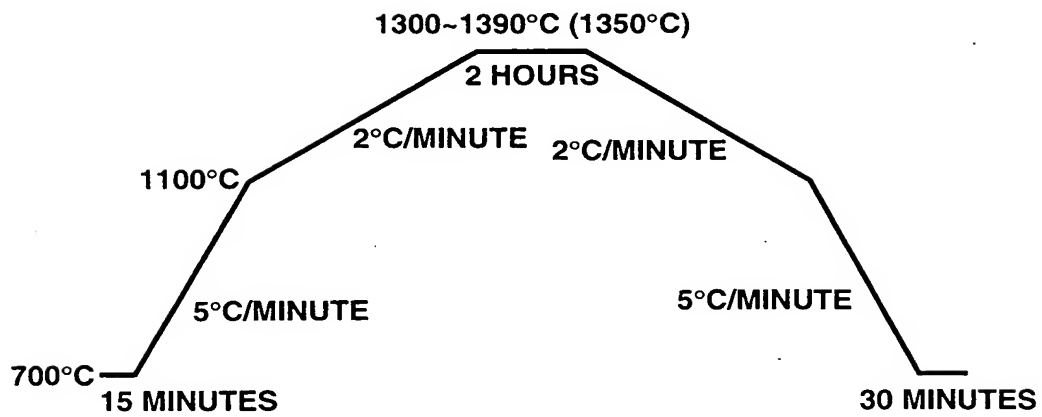 1300~1390°C (1350°C)
2 HOURS
2°C/MINUTE
2°C/MINUTE
1100°C
5°C/MINUTE
5°C/MINUTE
700°C
15 MINUTES
30 MINUTES